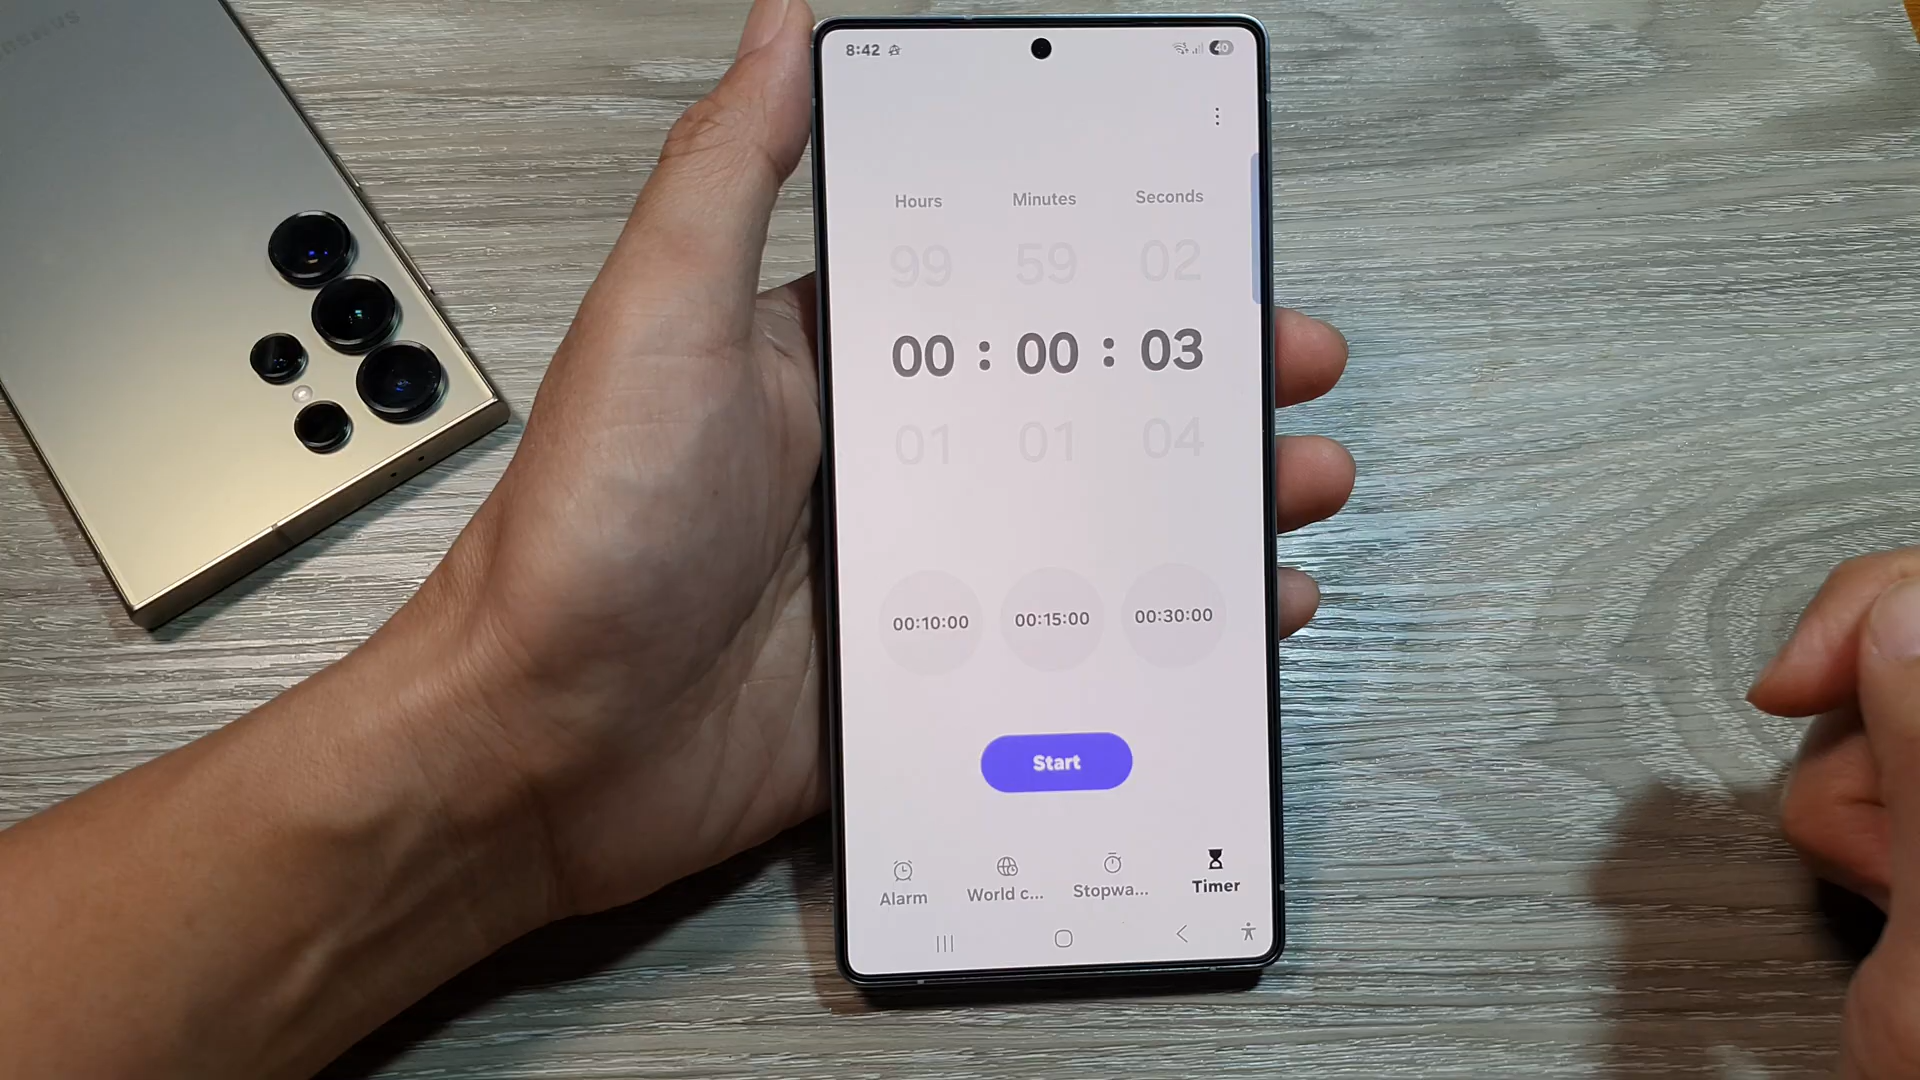 SAMSUNG
8:42
40
Hours Minutes Seconds
99 59 02
00 : 00 : 03
01 01 04
00:10:00 00:15:00 00:30:00
Start
Alarm World c... Stopwa... Timer